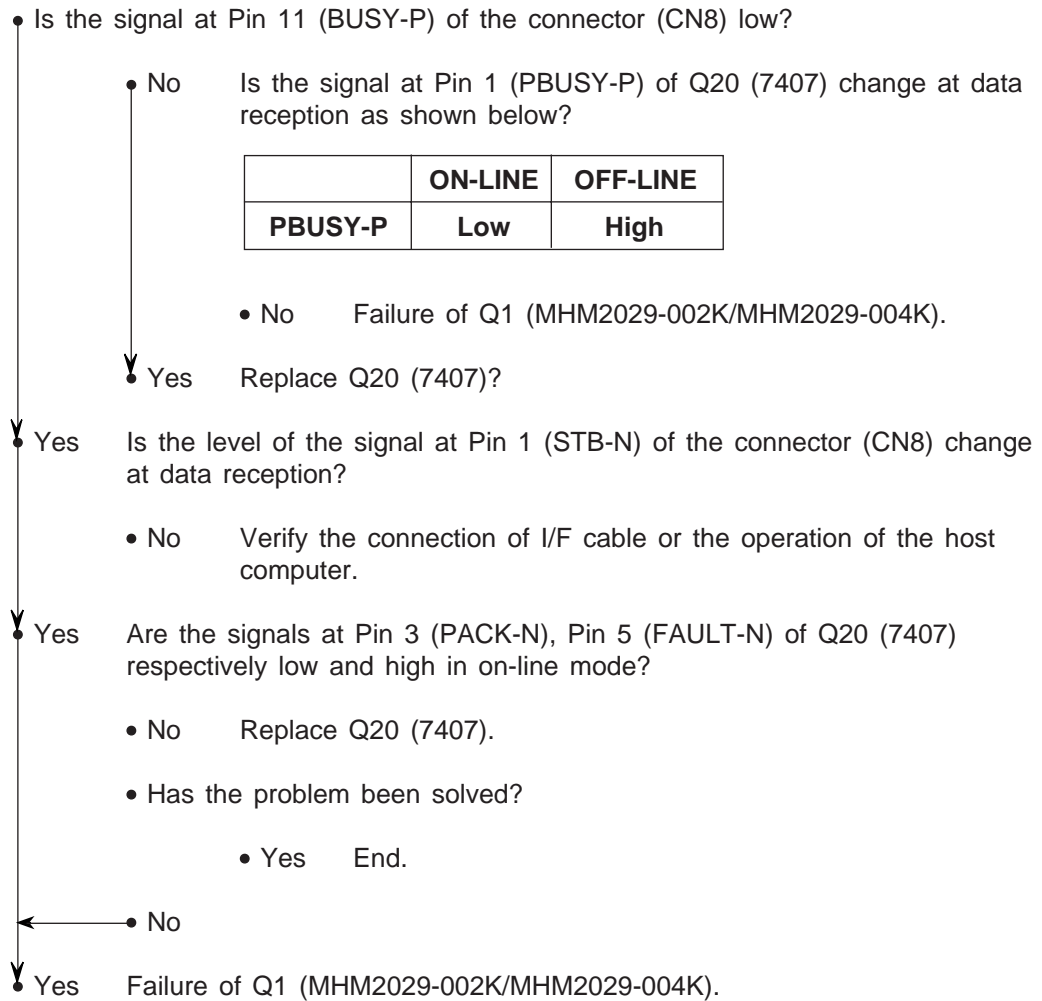 Is the signal at Pin 11 (BUSY-P) of the connector (CN8) low?
No Is the signal at Pin 1 (PBUSY-P) of Q20 (7407) change at data
reception as shown below?
ON-LINE OFF-LINE
PBUSY-P Low High
No Failure of Q1 (MHM2029-002K/MHM2029-004K).
Yes Replace Q20 (7407)?
Yes Is the level of the signal at Pin 1 (STB-N) of the connector (CN8) change
at data reception?
No Verify the connection of I/F cable or the operation of the host
computer.
Yes Are the signals at Pin 3 (PACK-N), Pin 5 (FAULT-N) of Q20 (7407)
respectively low and high in on-line mode?
No Replace Q20 (7407).
Has the problem been solved?
Yes End.
No
Yes Failure of Q1 (MHM2029-002K/MHM2029-004K).